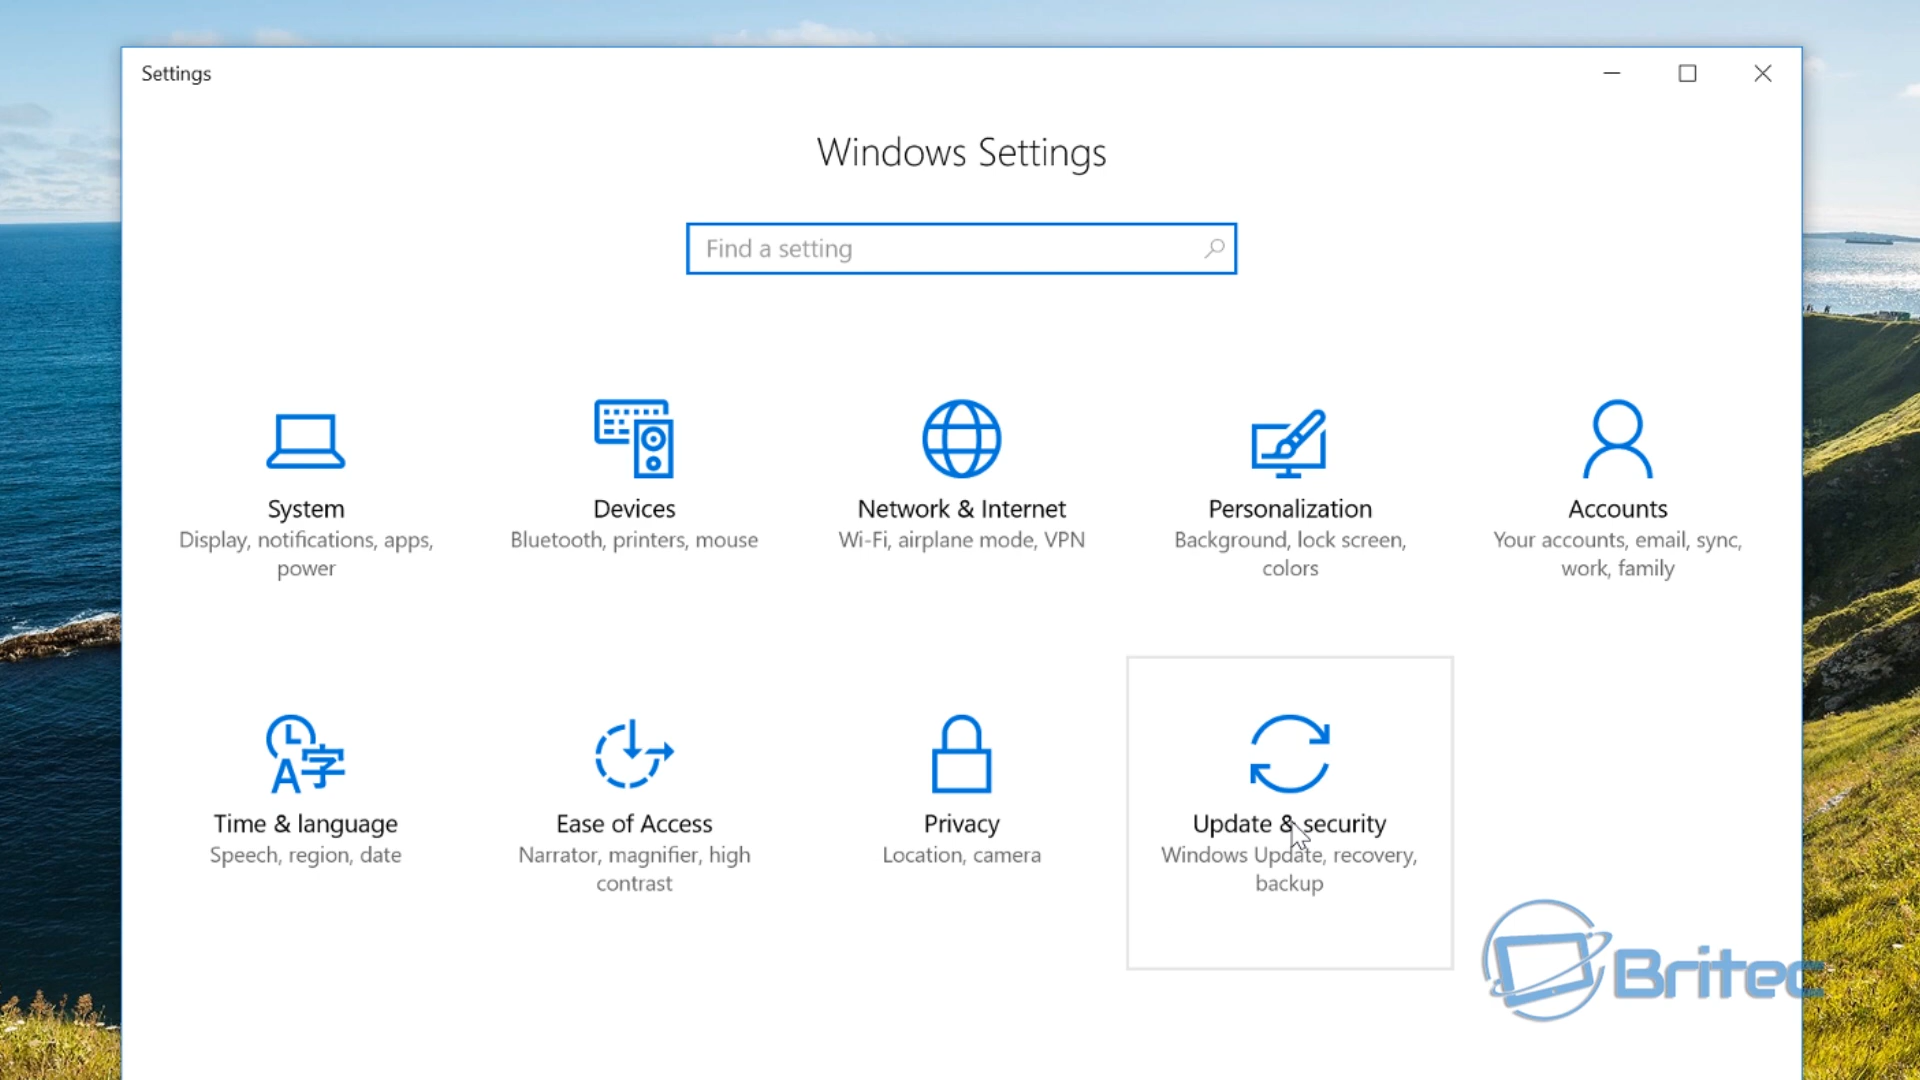 Settings
Windows Settings
Find a setting
System
Display, notifications, apps,
power
Devices
Bluetooth, printers, mouse
Network & Internet
Wi-Fi, airplane mode, VPN
Personalization
Background, lock screen,
colors
Accounts
Your accounts, email, sync,
work, family
Time & language
Speech, region, date
Ease of Access
Narrator, magnifier, high
contrast
Privacy
Location, camera
Update & security
Windows Update, recovery,
backup
Britec